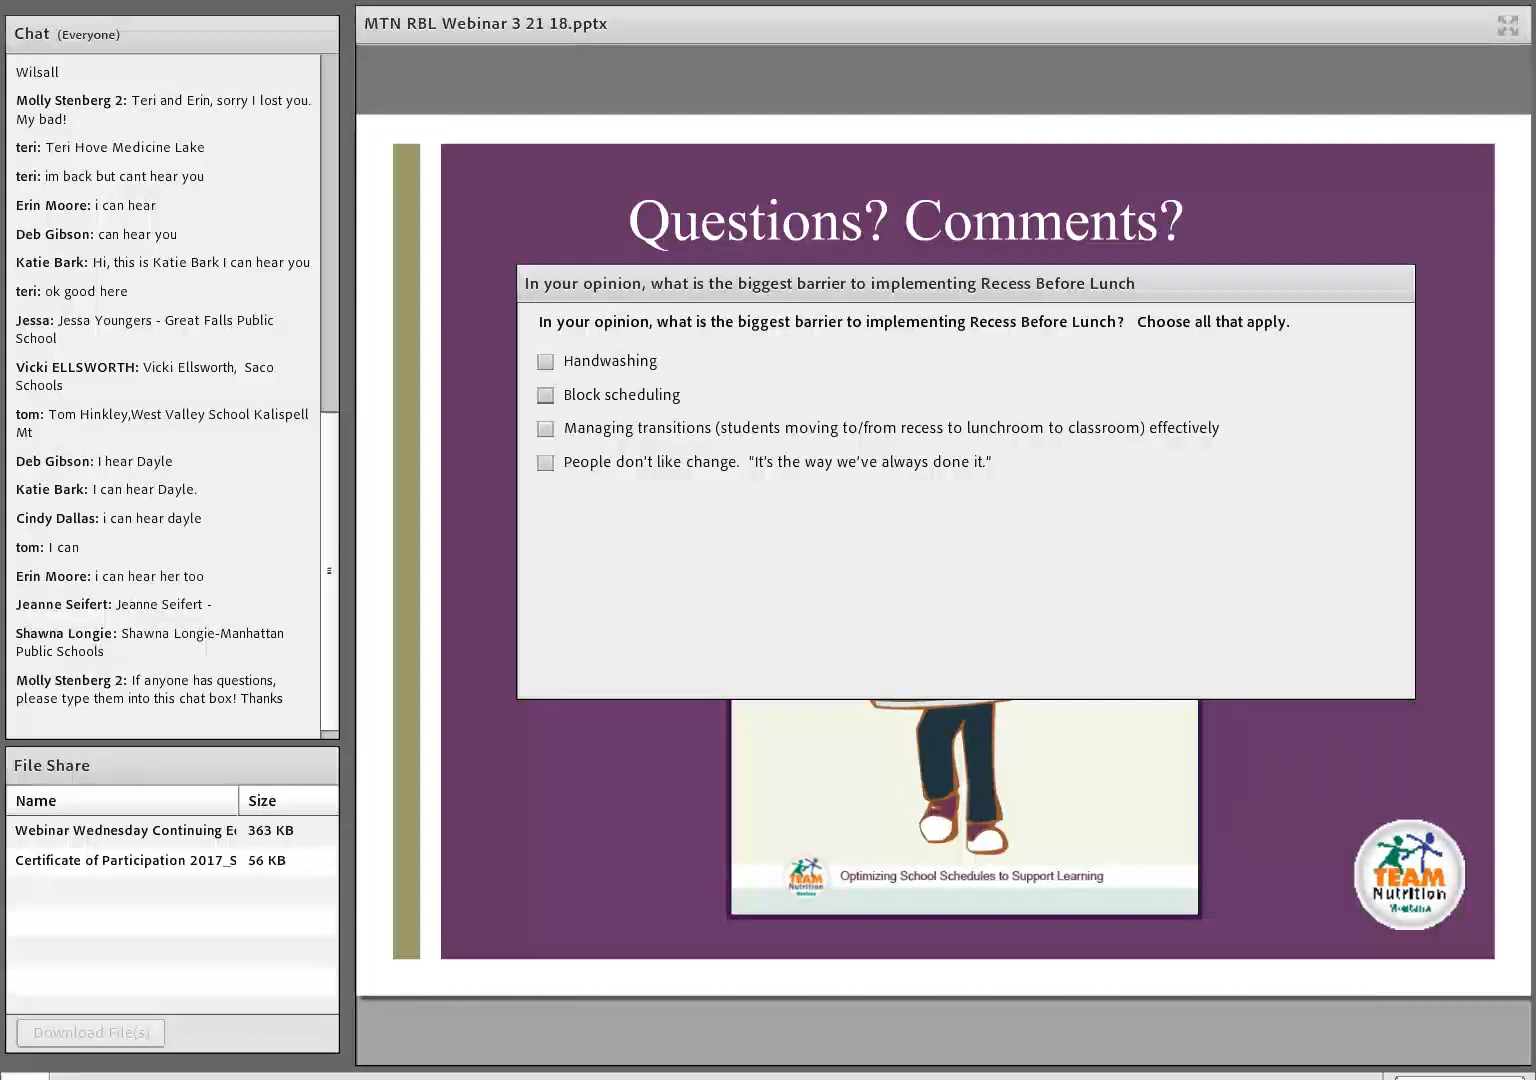 Chat (Everyone)
Wilsall
Molly Stenberg 2: Teri and Erin, sorry I lost you.
My bad!
teri: Teri Hove Medicine Lake
teri: im back but cant hear you
Erin Moore: i can hear
Deb Gibson: can hear you
Katie Bark: Hi, this is Katie Bark I can hear you
teri: ok good here
Jessa: Jessa Youngers - Great Falls Public
School
Vicki ELLSWORTH: Vicki Ellsworth, Saco
Schools
tom: Tom Hinkley,West Valley School Kalispell
Mt
Deb Gibson: I hear Dayle
Katie Bark: I can hear Dayle.
Cindy Dallas: i can hear dayle
tom: I can
Erin Moore: i can hear her too
Jeanne Seifert: Jeanne Seifert -
Shawna Longie: Shawna Longie-Manhattan
Public Schools
Molly Stenberg 2: If anyone has questions,
please type them into this chat box! Thanks
File Share
Name Size
Webinar Wednesday Continuing Ec 363 KB
Certificate of Participation 2017_S 56 KB
Download File(s)
MTN RBL Webinar 3 21 18.pptx
Questions? Comments?
In your opinion, what is the biggest barrier to implementing Recess Before Lunch
In your opinion, what is the biggest barrier to implementing Recess Before Lunch? Choose all that apply.
Handwashing
Block scheduling
Managing transitions (students moving to/from recess to lunchroom to classroom) effectively
People don't like change. "It's the way we've always done it."
TEAM
Nutrition
Montana
Optimizing School Schedules to Support Learning
TEAM
Nutrition
Montana